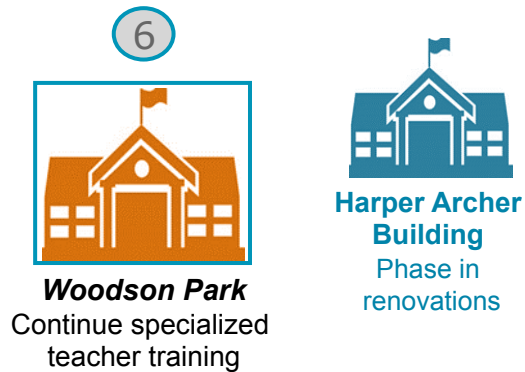 6
Woodson Park
Continue specialized
teacher training
Harper Archer
Building
Phase in
renovations